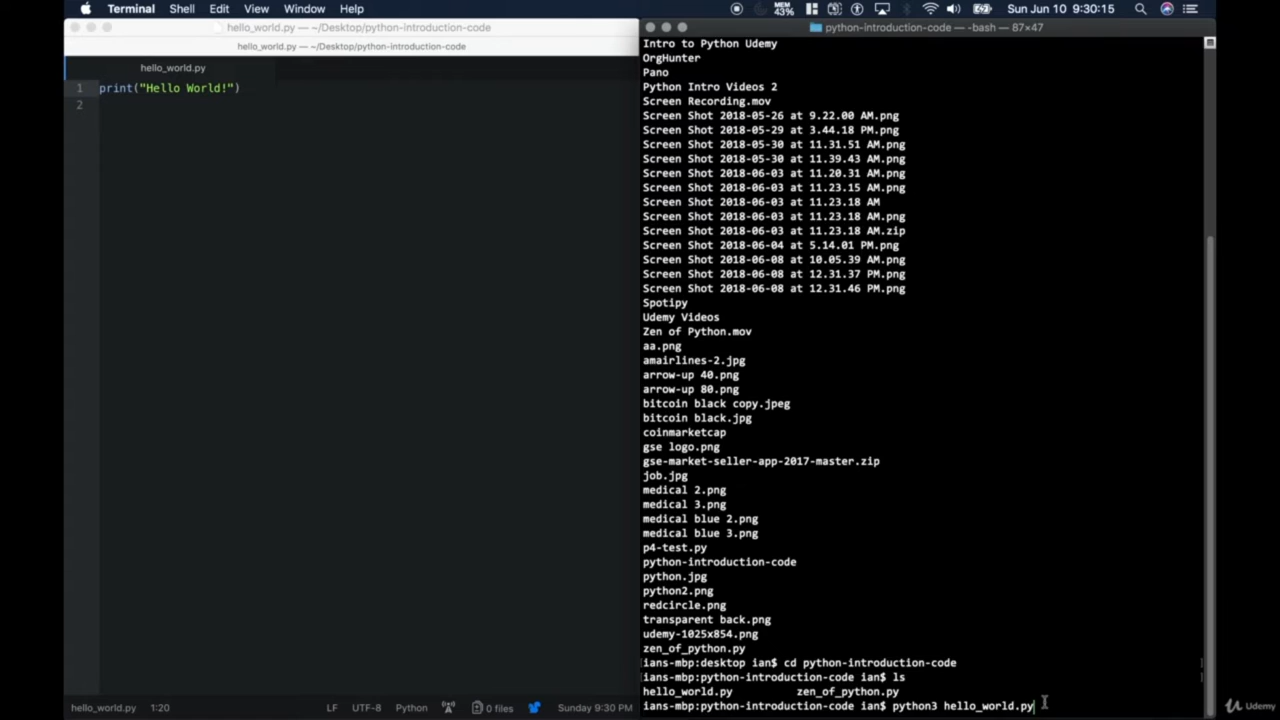 Terminal Shell Edit View Window Help MEM 43% Sun Jun 10 9:30:15
hello_world.py — ~/Desktop/python-introduction-code
hello_world.py — ~/Desktop/python-introduction-code
hello_world.py
1 print("Hello World!")
2
hello_world.py 1:20 LF UTF-8 Python 0 files Sunday 9:30 PM
python-introduction-code — -bash — 87×47
Intro to Python Udemy
OrgHunter
Pano
Python Intro Videos 2
Screen Recording.mov
Screen Shot 2018-05-26 at 9.22.00 AM.png
Screen Shot 2018-05-29 at 3.44.18 PM.png
Screen Shot 2018-05-30 at 11.31.51 AM.png
Screen Shot 2018-05-30 at 11.39.43 AM.png
Screen Shot 2018-06-03 at 11.20.31 AM.png
Screen Shot 2018-06-03 at 11.23.15 AM.png
Screen Shot 2018-06-03 at 11.23.18 AM
Screen Shot 2018-06-03 at 11.23.18 AM.png
Screen Shot 2018-06-03 at 11.23.18 AM.zip
Screen Shot 2018-06-04 at 5.14.01 PM.png
Screen Shot 2018-06-08 at 10.05.39 AM.png
Screen Shot 2018-06-08 at 12.31.37 PM.png
Screen Shot 2018-06-08 at 12.31.46 PM.png
Spotipy
Udemy Videos
Zen of Python.mov
aa.png
amairlines-2.jpg
arrow-up 40.png
arrow-up 80.png
bitcoin black copy.jpeg
bitcoin black.jpg
coinmarketcap
gse logo.png
gse-market-seller-app-2017-master.zip
job.jpg
medical 2.png
medical 3.png
medical blue 2.png
medical blue 3.png
p4-test.py
python-introduction-code
python.jpg
python2.png
redcircle.png
transparent back.png
udemy-1025x854.png
zen_of_python.py
[ians-mbp:desktop ian$ cd python-introduction-code ]
[ians-mbp:python-introduction-code ian$ ls ]
hello_world.py zen_of_python.py
ians-mbp:python-introduction-code ian$ python3 hello_world.py
Udemy